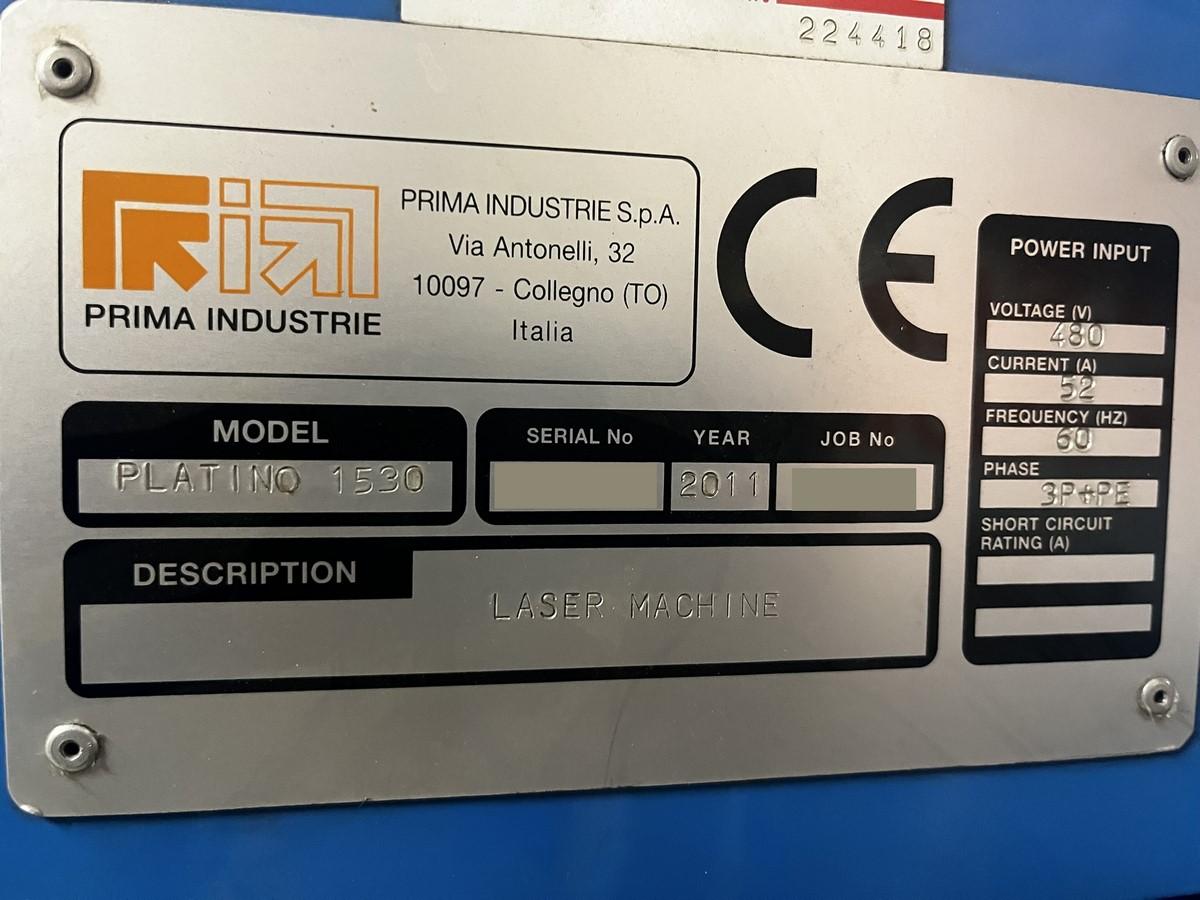 224418
PRIMA INDUSTRIE
PRIMA INDUSTRIE S.p.A.
Via Antonelli, 32
10097 - Collegno (TO)
Italia
CE
MODEL
PLATINO 1530
SERIAL No
YEAR
2011
JOB No
DESCRIPTION
LASER MACHINE
POWER INPUT
VOLTAGE (V)
480
CURRENT (A)
52
FREQUENCY (HZ)
60
PHASE
3P+PE
SHORT CIRCUIT
RATING (A)